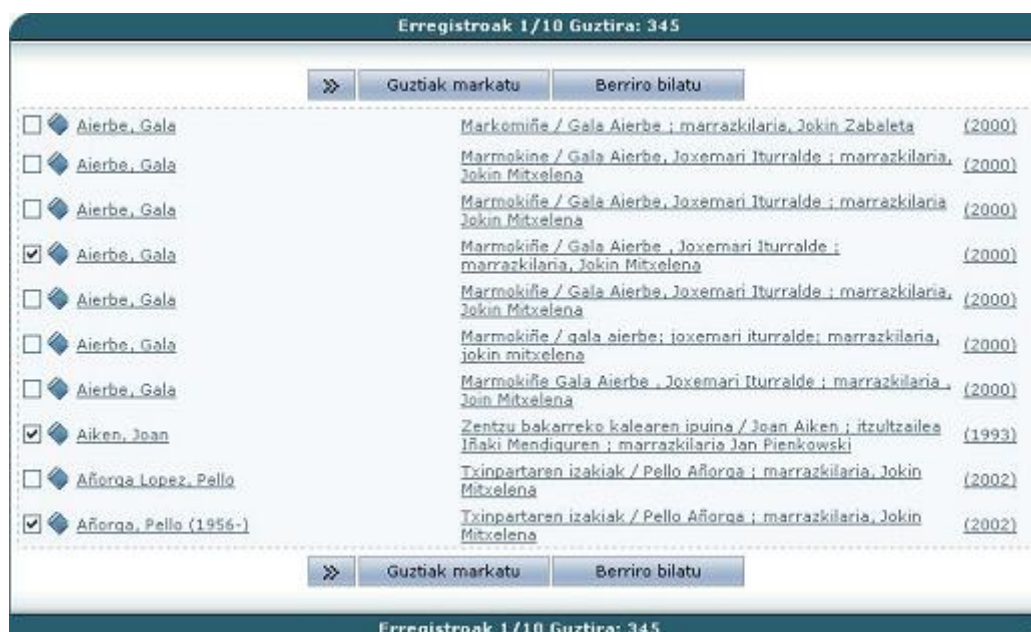 Erregistroak 1/10 Guztira: 345
» Guztiak markatu Berriro bilatu
Aierbe, Gala Markomiñe / Gala Aierbe ; marrazkilaria, Jokin Zabaleta (2000)
Aierbe, Gala Marmokine / Gala Aierbe, Joxemari Iturralde ; marrazkilaria, (2000)
Jokin Mitxelena
Aierbe, Gala Marmokiñe / Gala Aierbe, Joxemari Iturralde ; marrazkilaria (2000)
Jokin Mitxelena
Aierbe, Gala Marmokiñe / Gala Aierbe , Joxemari Iturralde ; (2000)
marrazkilaria, Jokin Mitxelena
Aierbe, Gala Marmokiñe / Gala Aierbe, Joxemari Iturralde ; marrazkilaria, (2000)
Jokin Mitxelena
Aierbe, Gala Marmokiñe / gala aierbe; joxemari iturralde; marrazkilaria, (2000)
jokin mitxelena
Aierbe, Gala Marmokiñe Gala Aierbe , Joxemari Iturralde ; marrazkilaria , (2000)
Join Mitxelena
Aiken, Joan Zentzu bakarreko kalearen ipuina / Joan Aiken ; itzultzailea (1993)
Iñaki Mendiguren ; marrazkilaria Jan Pienkowski
Añorga Lopez, Pello Txinpartaren izakiak / Pello Añorga ; marrazkilaria, Jokin (2002)
Mitxelena
Añorga, Pello (1956-) Txinpartaren izakiak / Pello Añorga ; marrazkilaria, Jokin (2002)
Mitxelena
» Guztiak markatu Berriro bilatu
Erregistroak 1/10 Guztira: 345